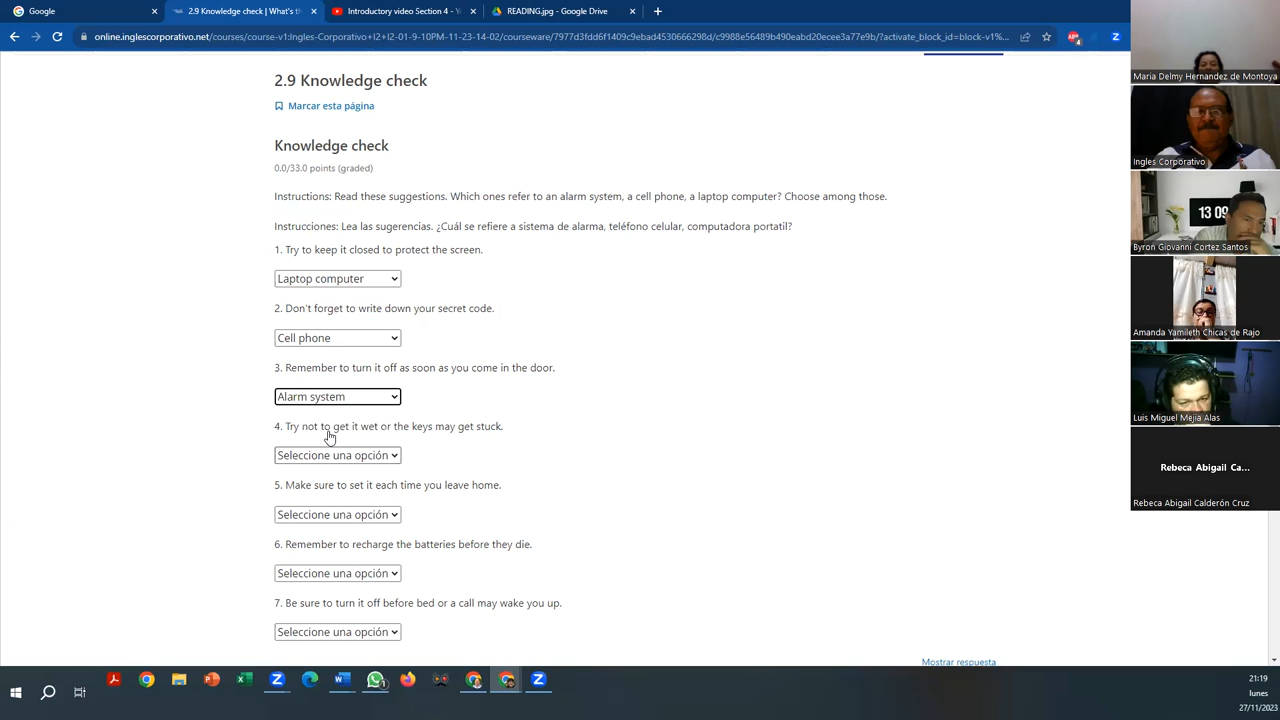 Google
2.9 Knowledge check | What's th
Introductory video Section 4 - Y
READING.jpg - Google Drive
online.inglescorporativo.net/courses/course-v1:Ingles-Corporativo+I2+I2-01-9-10PM-11-23-14-02/courseware/7977d3fdd6f1409c9ebad4530666298d/c9988e56489b490eabd20ecee3a77e9b/?activate_block_id=block-v1%...
2.9 Knowledge check
Marcar esta página
Knowledge check
0.0/33.0 points (graded)
Instructions: Read these suggestions. Which ones refer to an alarm system, a cell phone, a laptop computer? Choose among those.
Instrucciones: Lea las sugerencias. ¿Cuál se refiere a sistema de alarma, teléfono celular, computadora portatil?
1. Try to keep it closed to protect the screen.
Laptop computer
2. Don't forget to write down your secret code.
Cell phone
3. Remember to turn it off as soon as you come in the door.
Alarm system
4. Try not to get it wet or the keys may get stuck.
Seleccione una opción
5. Make sure to set it each time you leave home.
Seleccione una opción
6. Remember to recharge the batteries before they die.
Seleccione una opción
7. Be sure to turn it off before bed or a call may wake you up.
Seleccione una opción
Mostrar respuesta
Maria Delmy Hernandez de Montoya
Ingles Corporativo
13 09
Byron Giovanni Cortez Santos
Amanda Yamileth Chicas de Rajo
Luis Miguel Mejia Alas
Rebeca Abigail Ca...
Rebeca Abigail Calderón Cruz
21:19
lunes
27/11/2023